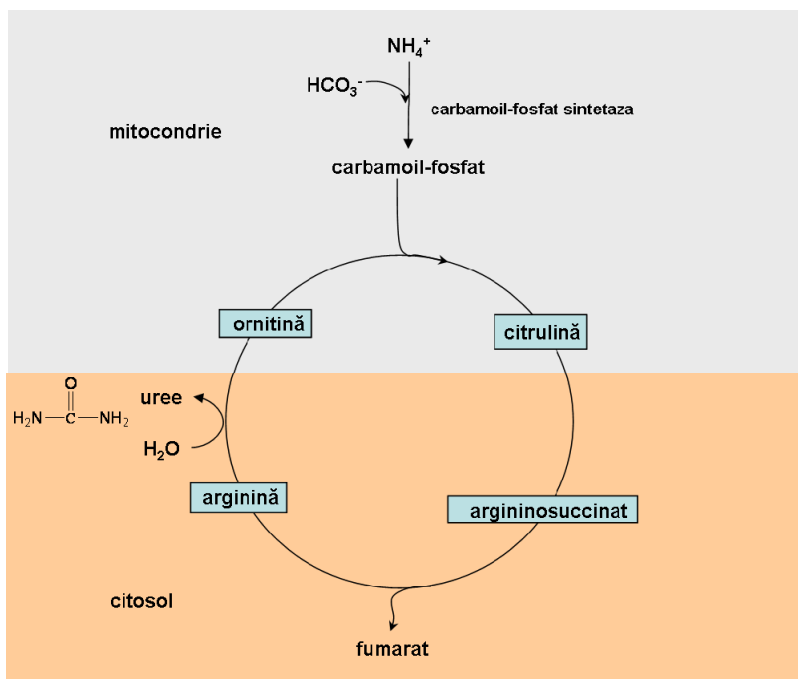 NH₄⁺
HCO₃⁻
carbamoil-fosfat sintetaza
mitocondrie
carbamoil-fosfat
ornitină
citrulină
O
uree
H₂N—C—NH₂
H₂O
arginină
argininosuccinat
citosol
fumarat